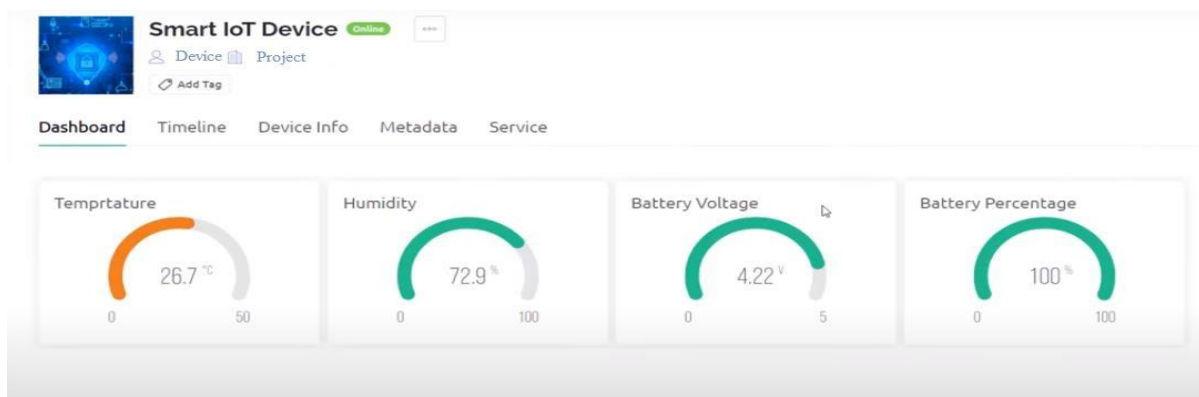 Smart IoT Device Online
Device Project
Add Tag
Dashboard Timeline Device Info Metadata Service
Temprtature Humidity Battery Voltage Battery Percentage
26.7 °C 72.9 % 4.22 V 100 %
0 50 0 100 0 5 0 100